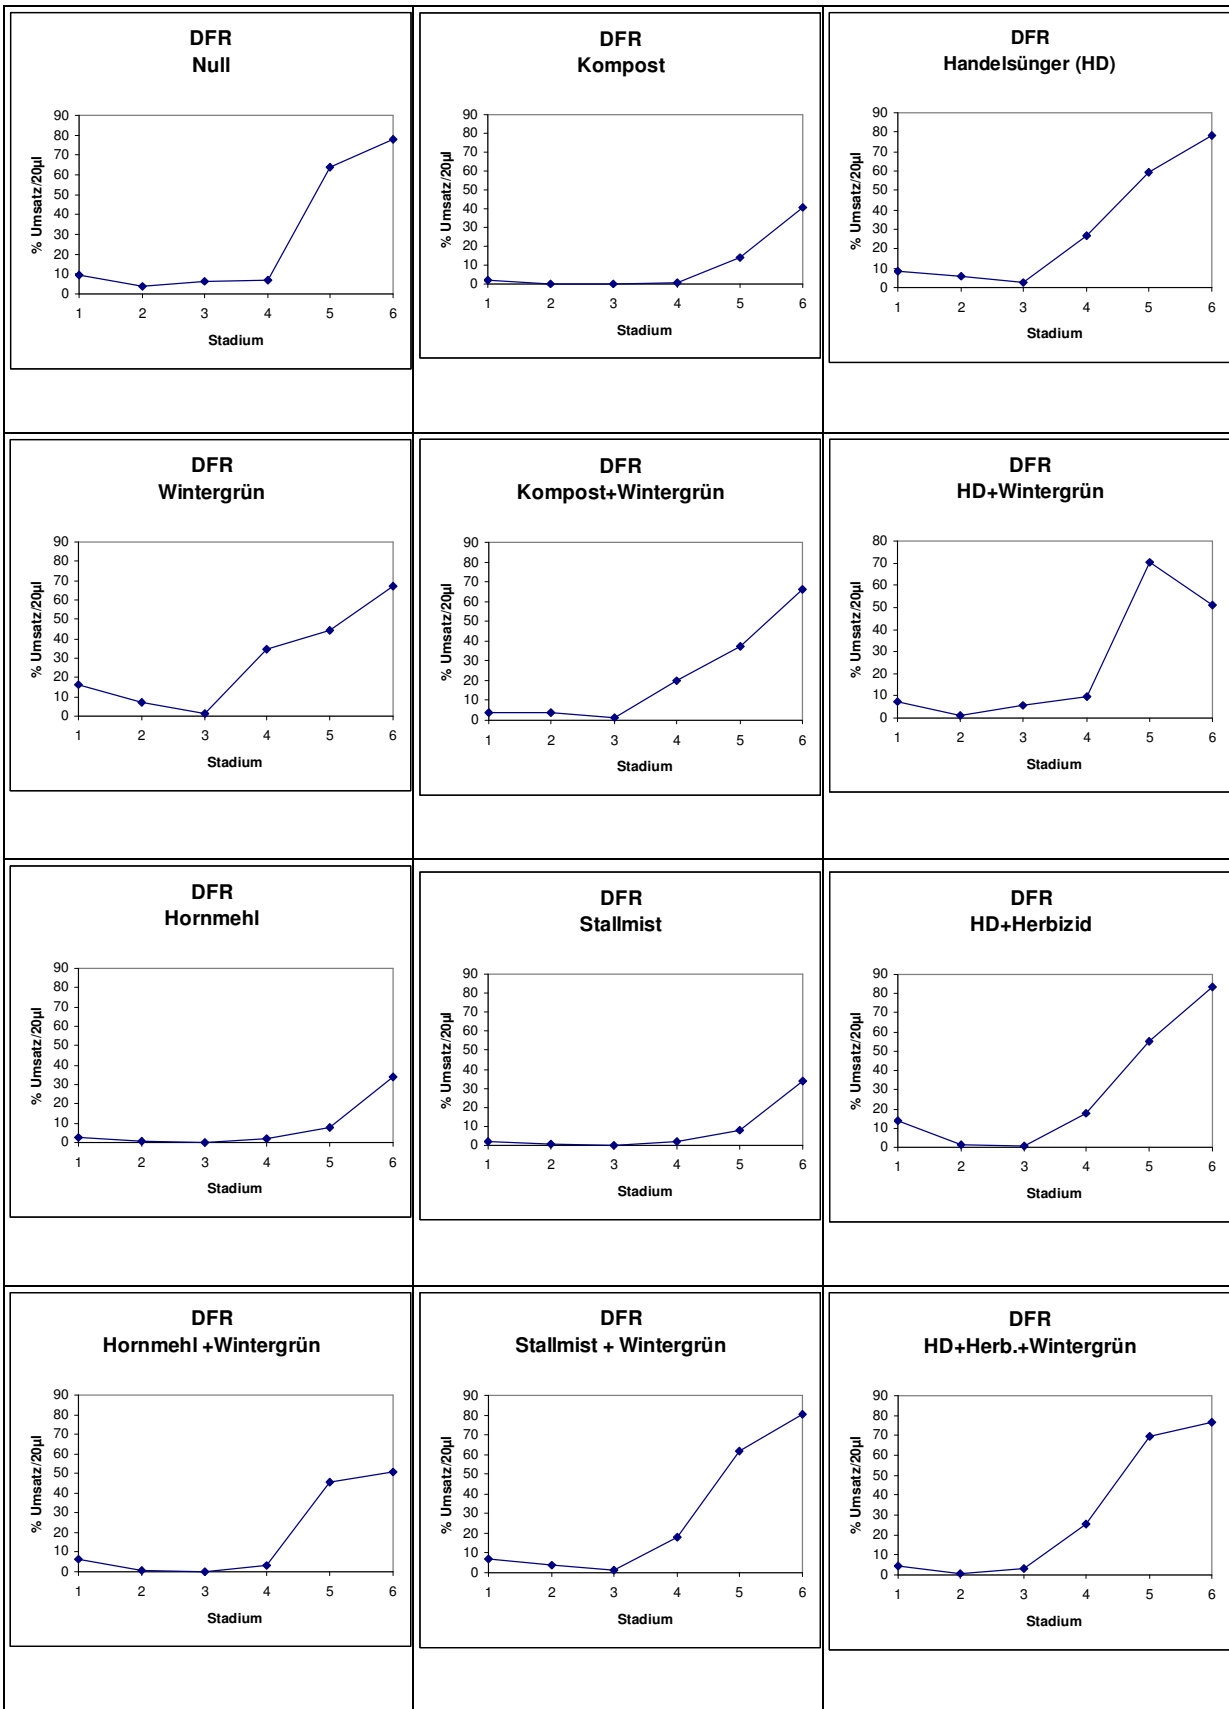 DFR
Null
90
80
70
60
50
40
30
20
10
0
% Umsatz/20µl
1 2 3 4 5 6
Stadium
DFR
Kompost
90
80
70
60
50
40
30
20
10
0
% Umsatz/20µl
1 2 3 4 5 6
Stadium
DFR
Handelsünger (HD)
90
80
70
60
50
40
30
20
10
0
% Umsatz/20µl
1 2 3 4 5 6
Stadium
DFR
Wintergrün
90
80
70
60
50
40
30
20
10
0
% Umsatz/20µl
1 2 3 4 5 6
Stadium
DFR
Kompost+Wintergrün
90
80
70
60
50
40
30
20
10
0
% Umsatz/20µl
1 2 3 4 5 6
Stadium
DFR
HD+Wintergrün
80
70
60
50
40
30
20
10
0
% Umsatz/20µl
1 2 3 4 5 6
Stadium
DFR
Hornmehl
90
80
70
60
50
40
30
20
10
0
% Umsatz/20µl
1 2 3 4 5 6
Stadium
DFR
Stallmist
90
80
70
60
50
40
30
20
10
0
% Umsatz/20µl
1 2 3 4 5 6
Stadium
DFR
HD+Herbizid
90
80
70
60
50
40
30
20
10
0
% Umsatz/20µl
1 2 3 4 5 6
Stadium
DFR
Hornmehl +Wintergrün
90
80
70
60
50
40
30
20
10
0
% Umsatz/20µl
1 2 3 4 5 6
Stadium
DFR
Stallmist + Wintergrün
90
80
70
60
50
40
30
20
10
0
% Umsatz/20µl
1 2 3 4 5 6
Stadium
DFR
HD+Herb.+Wintergrün
90
80
70
60
50
40
30
20
10
0
% Umsatz/20µl
1 2 3 4 5 6
Stadium